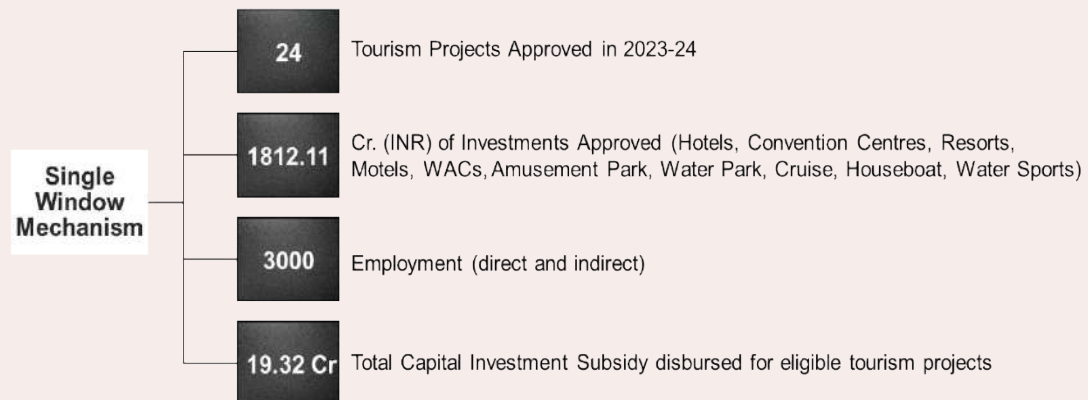 Single
Window
Mechanism
24
Tourism Projects Approved in 2023-24
1812.11
Cr. (INR) of Investments Approved (Hotels, Convention Centres, Resorts,
Motels, WACs, Amusement Park, Water Park, Cruise, Houseboat, Water Sports)
3000
Employment (direct and indirect)
19.32 Cr
Total Capital Investment Subsidy disbursed for eligible tourism projects